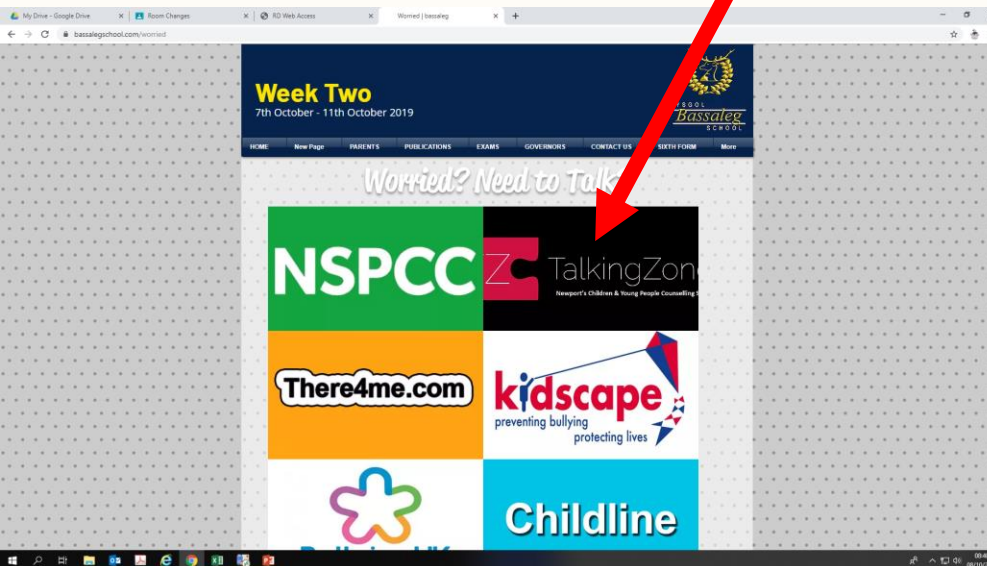 My Drive - Google Drive
Room Changes
RD Web Access
Worried | bassaleg
bassalegschool.com/worried
Week Two
7th October - 11th October 2019
Bassaleg
SCHOOL
HOME New Page PARENTS PUBLICATIONS EXAMS GOVERNORS CONTACT US SIXTH FORM More
Worried? Need to
NSPCC
Z TalkingZon
Newport's Children & Young People Counselling
There4me.com
kidscape
preventing bullying
protecting lives
Childline